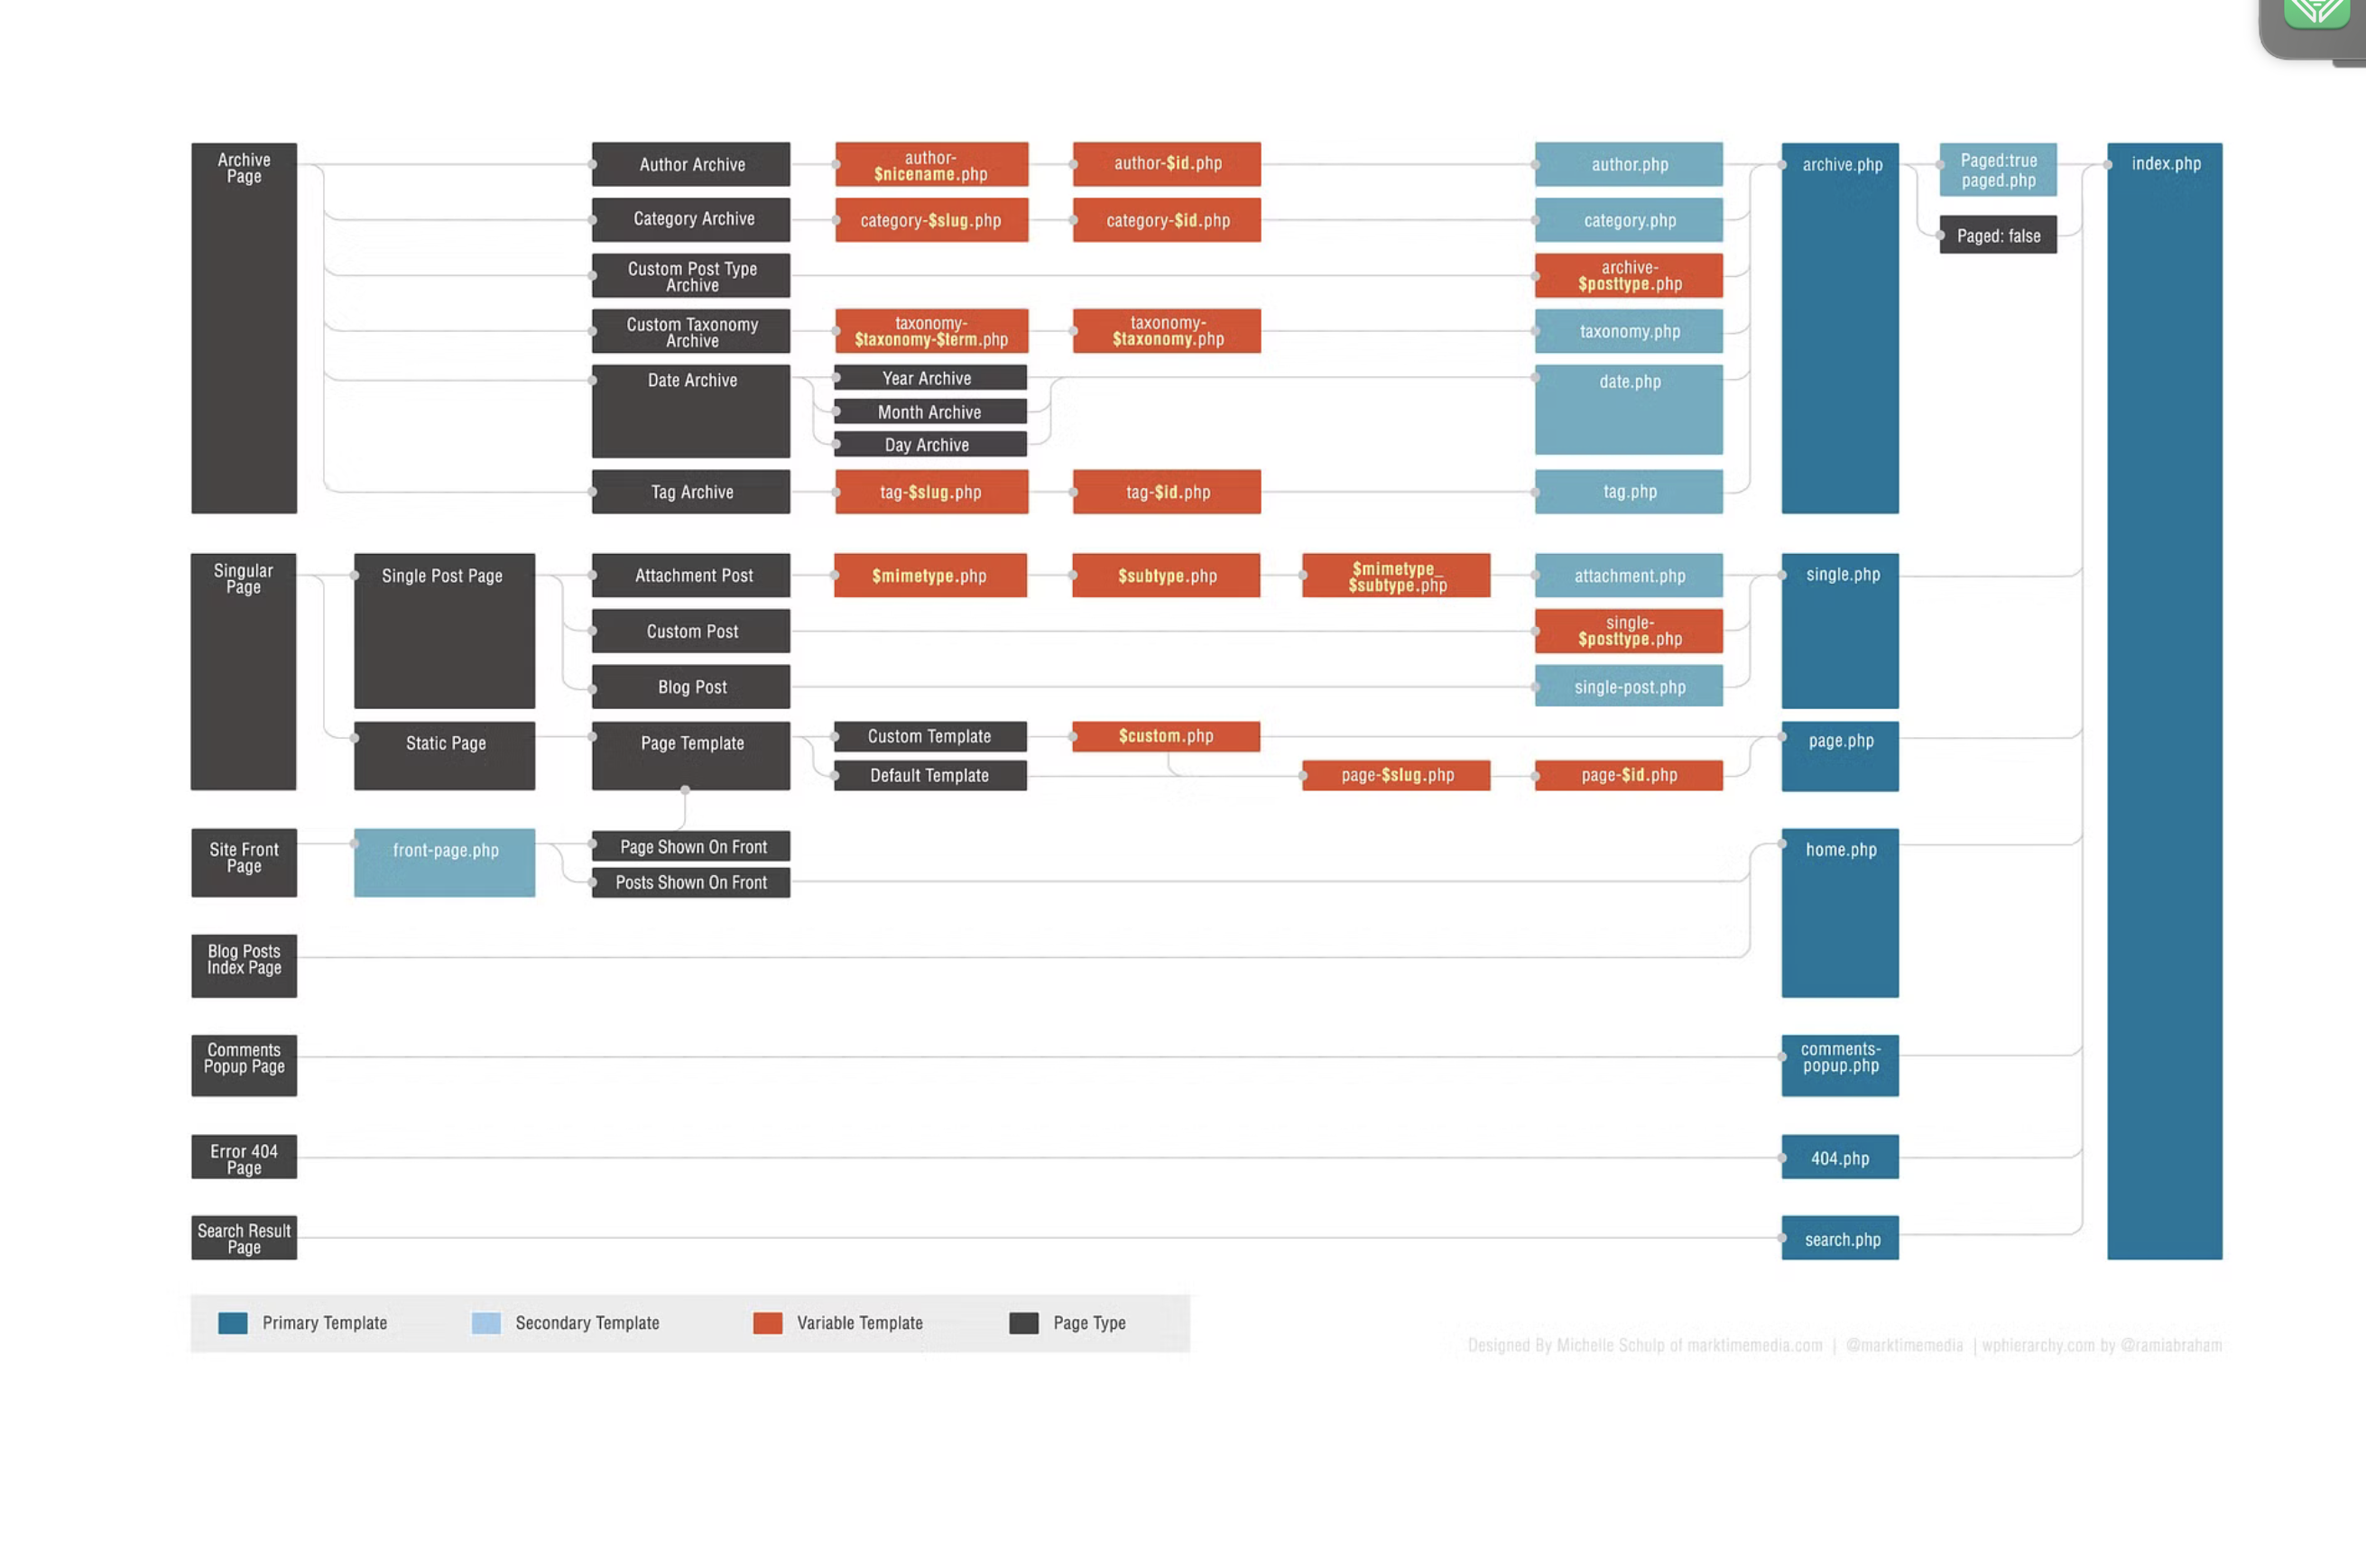 Archive
Page
Author Archive
author-
$nicename.php
author-$id.php
author.php
archive.php
Paged:true
paged.php
index.php
Category Archive
category-$slug.php
category-$id.php
category.php
Paged: false
Custom Post Type
Archive
archive-
$posttype.php
Custom Taxonomy
Archive
taxonomy-
$taxonomy-$term.php
taxonomy-
$taxonomy.php
taxonomy.php
Date Archive
Year Archive
Month Archive
Day Archive
date.php
Tag Archive
tag-$slug.php
tag-$id.php
tag.php
Singular
Page
Single Post Page
Attachment Post
$mimetype.php
$subtype.php
$mimetype_
$subtype.php
attachment.php
single.php
Custom Post
single-
$posttype.php
Blog Post
single-post.php
Static Page
Page Template
Custom Template
$custom.php
page.php
Default Template
page-$slug.php
page-$id.php
Site Front
Page
front-page.php
Page Shown On Front
Posts Shown On Front
home.php
Blog Posts
Index Page
Comments
Popup Page
comments-
popup.php
Error 404
Page
404.php
Search Result
Page
search.php
Primary Template
Secondary Template
Variable Template
Page Type
Designed By Michelle Schulp of marktimemedia.com | @marktimemedia | wphierarchy.com by @ramiabraham